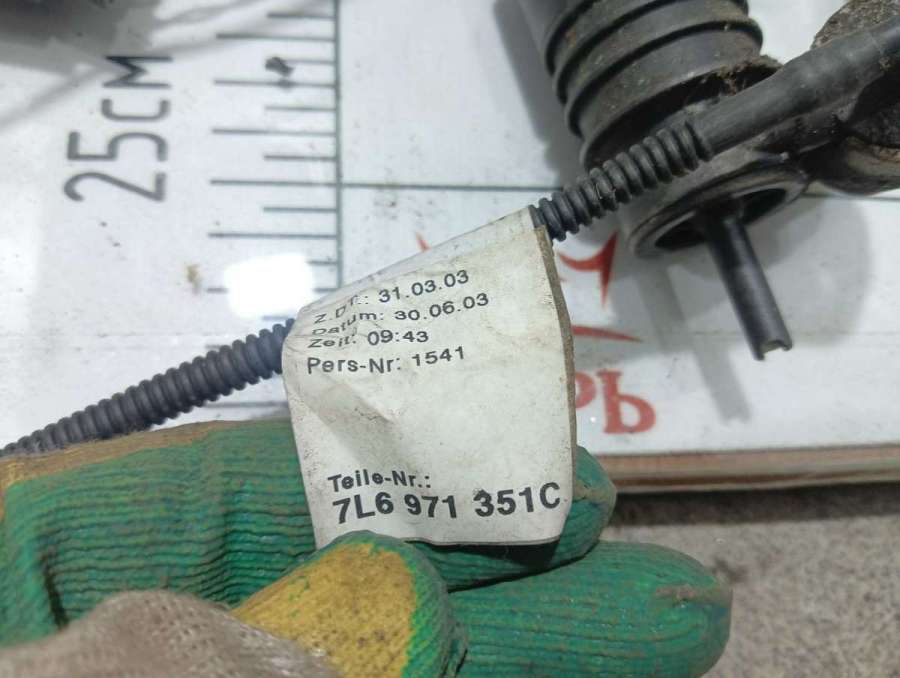 25см
Z.DT.: 31.03.03
Datum: 30.06.03
Zeit: 09:43
Pers-Nr: 1541
Teile-Nr.:
7L6 971 351C